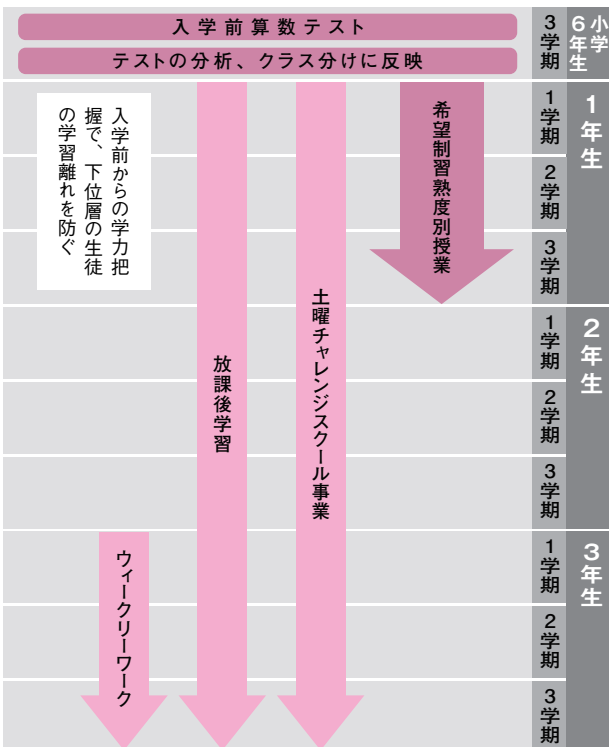 小学
6年生
3学期
入学前算数テスト
テストの分析、クラス分けに反映
1年生
1学期
2学期
3学期
希望制習熟度別授業
土曜チャレンジスクール事業
放課後学習
入学前からの学力把
握で、下位層の生徒
の学習離れを防ぐ
2年生
1学期
2学期
3学期
3年生
1学期
2学期
3学期
ウィークリーワーク